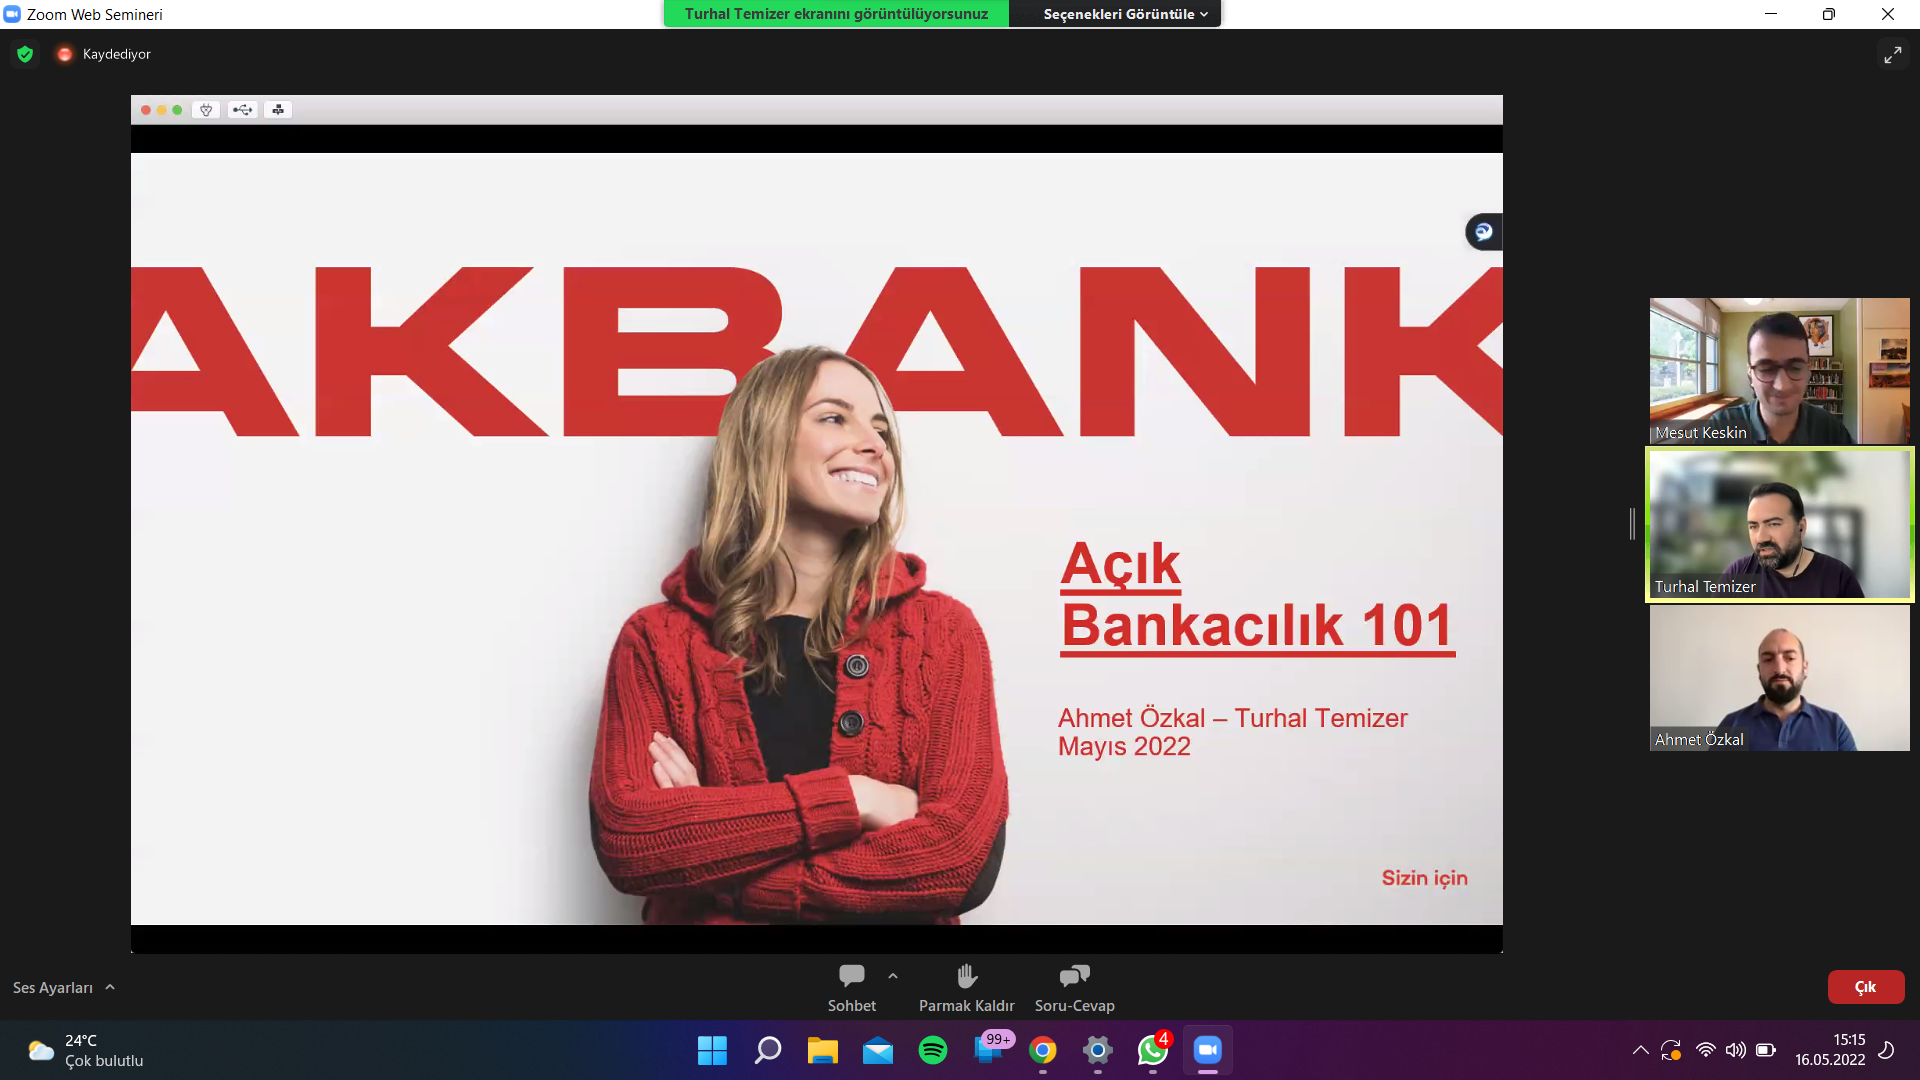 Zoom Web Semineri
Turhal Temizer ekranını görüntülüyorsunuz
Seçenekleri Görüntüle
Kaydediyor
AKBANK
Açık
Bankacılık 101
Ahmet Özkal – Turhal Temizer
Mayıs 2022
Sizin için
Mesut Keskin
Turhal Temizer
Ahmet Özkal
Ses Ayarları
Sohbet
Parmak Kaldır
Soru-Cevap
Çık
24°C
Çok bulutlu
99+
4
15:15
16.05.2022